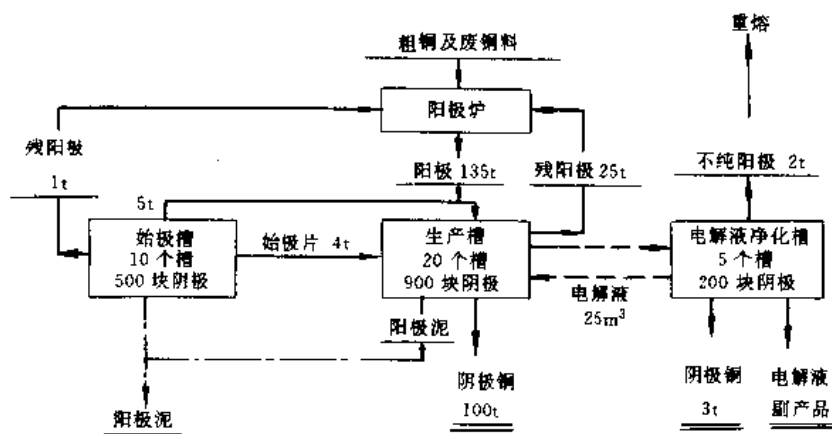 重熔
粗铜及废铜料
阳极炉
残阳极
1t
阳极 135t
残阳极 25t
不纯阳极 2t
5t
始极槽
10 个槽
500 块阴极
始极片 4t
生产槽
20 个槽
900 块阴极
电解液
25m³
电解液净化槽
5 个槽
200 块阴极
阳极泥
阳极泥
阴极铜
100t
阴极铜
3t
电解液
副产品